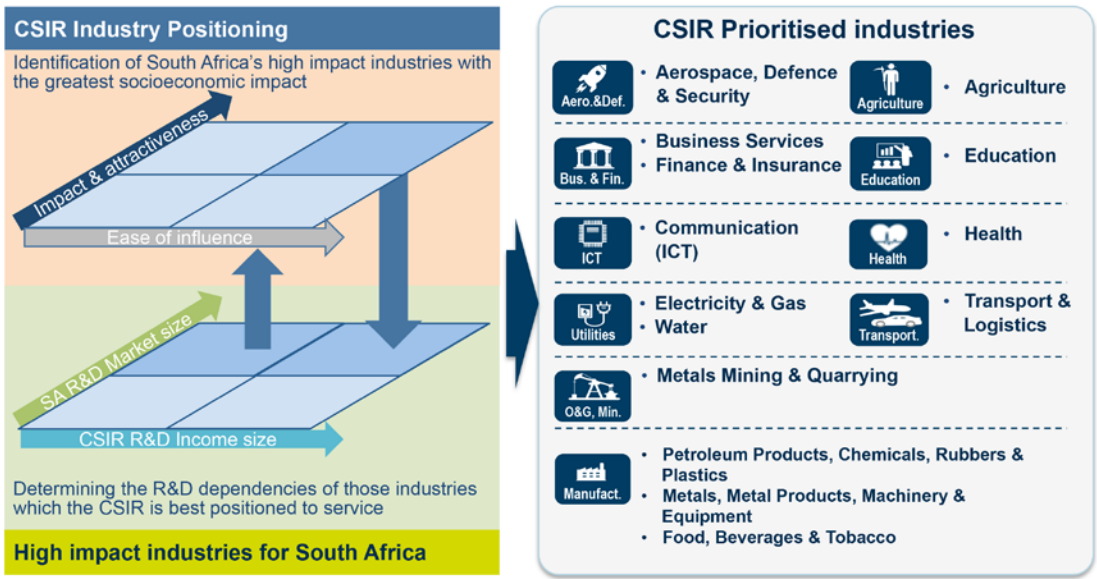 CSIR Industry Positioning
Identification of South Africa's high impact industries with
the greatest socioeconomic impact
Impact & attractiveness
Ease of influence
SA R&D Market size
CSIR R&D Income size
Determining the R&D dependencies of those industries
which the CSIR is best positioned to service
High impact industries for South Africa
CSIR Prioritised industries
Aero.&Def.
• Aerospace, Defence
& Security
Agriculture
• Agriculture
Bus. & Fin.
• Business Services
• Finance & Insurance
Education
• Education
ICT
• Communication
(ICT)
Health
• Health
Utilities
• Electricity & Gas
• Water
Transport.
• Transport &
Logistics
O&G, Min.
• Metals Mining & Quarrying
Manufact.
• Petroleum Products, Chemicals, Rubbers &
Plastics
• Metals, Metal Products, Machinery &
Equipment
• Food, Beverages & Tobacco